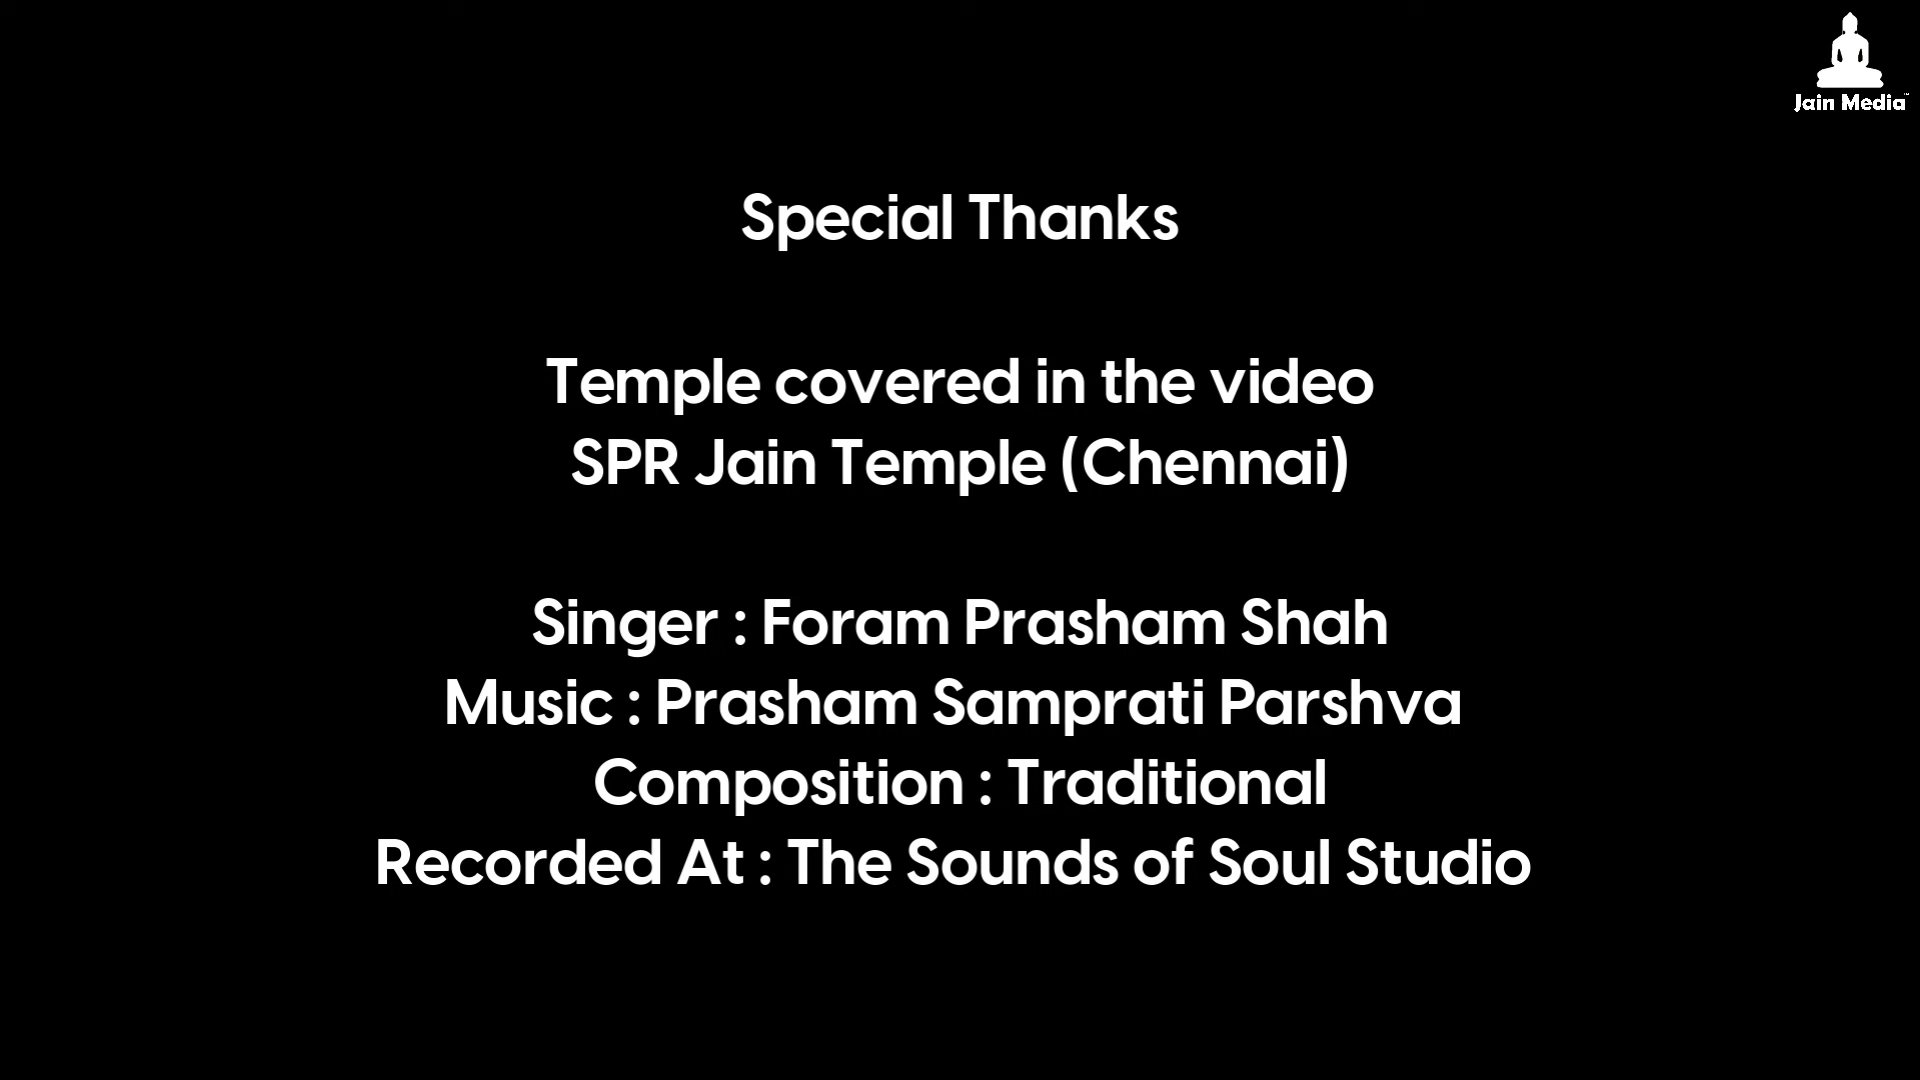 Jain Media™
Special Thanks
Temple covered in the video
SPR Jain Temple (Chennai)
Singer : Foram Prasham Shah
Music : Prasham Samprati Parshva
Composition : Traditional
Recorded At : The Sounds of Soul Studio